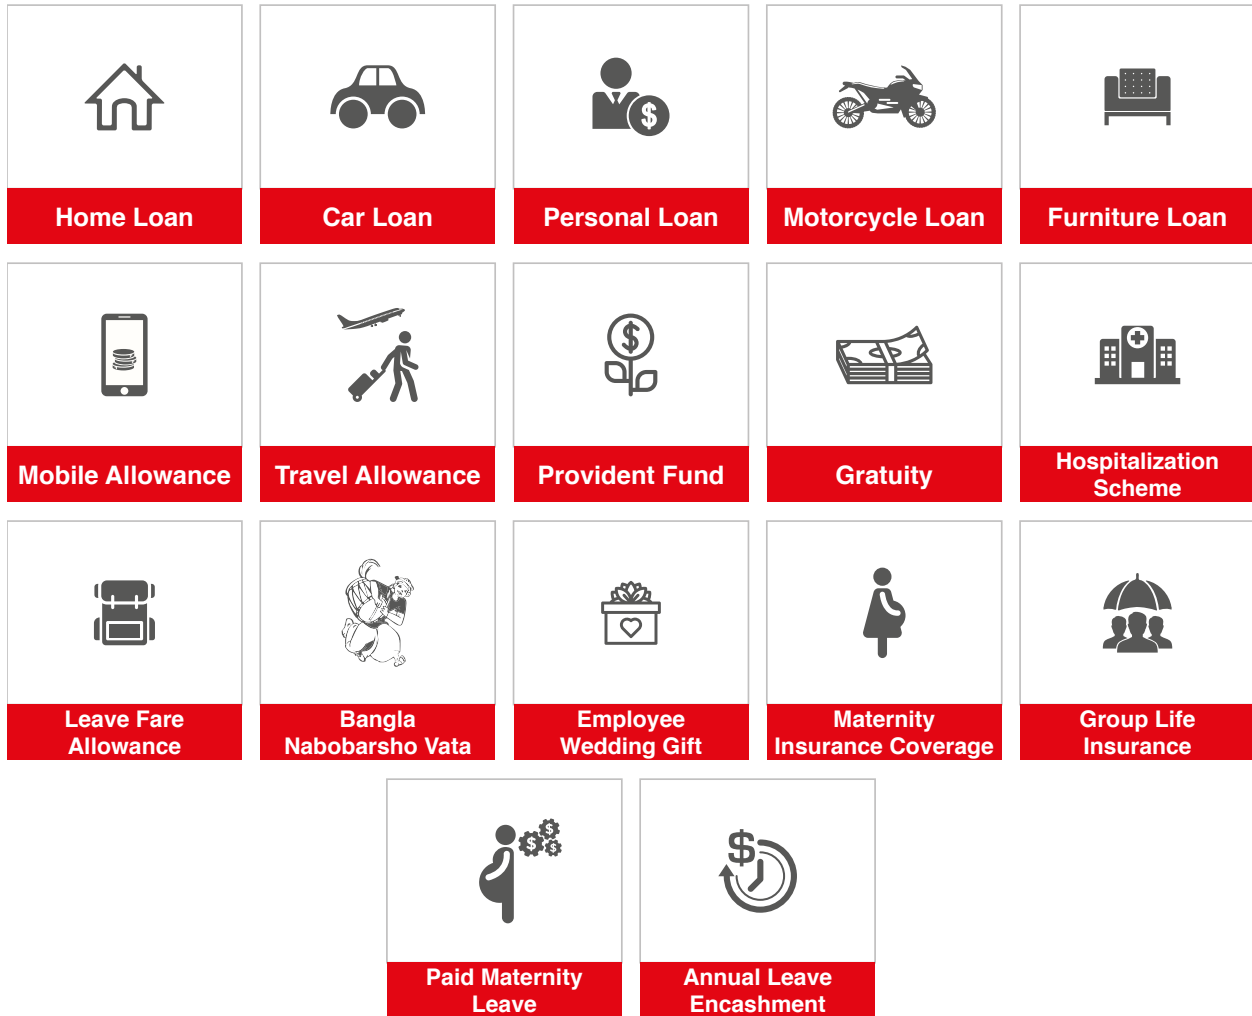 Home Loan
Car Loan
Personal Loan
Motorcycle Loan
Furniture Loan
Mobile Allowance
Travel Allowance
Provident Fund
Gratuity
Hospitalization
Scheme
Leave Fare
Allowance
Bangla
Nabobarsho Vata
Employee
Wedding Gift
Maternity
Insurance Coverage
Group Life
Insurance
Paid Maternity
Leave
Annual Leave
Encashment